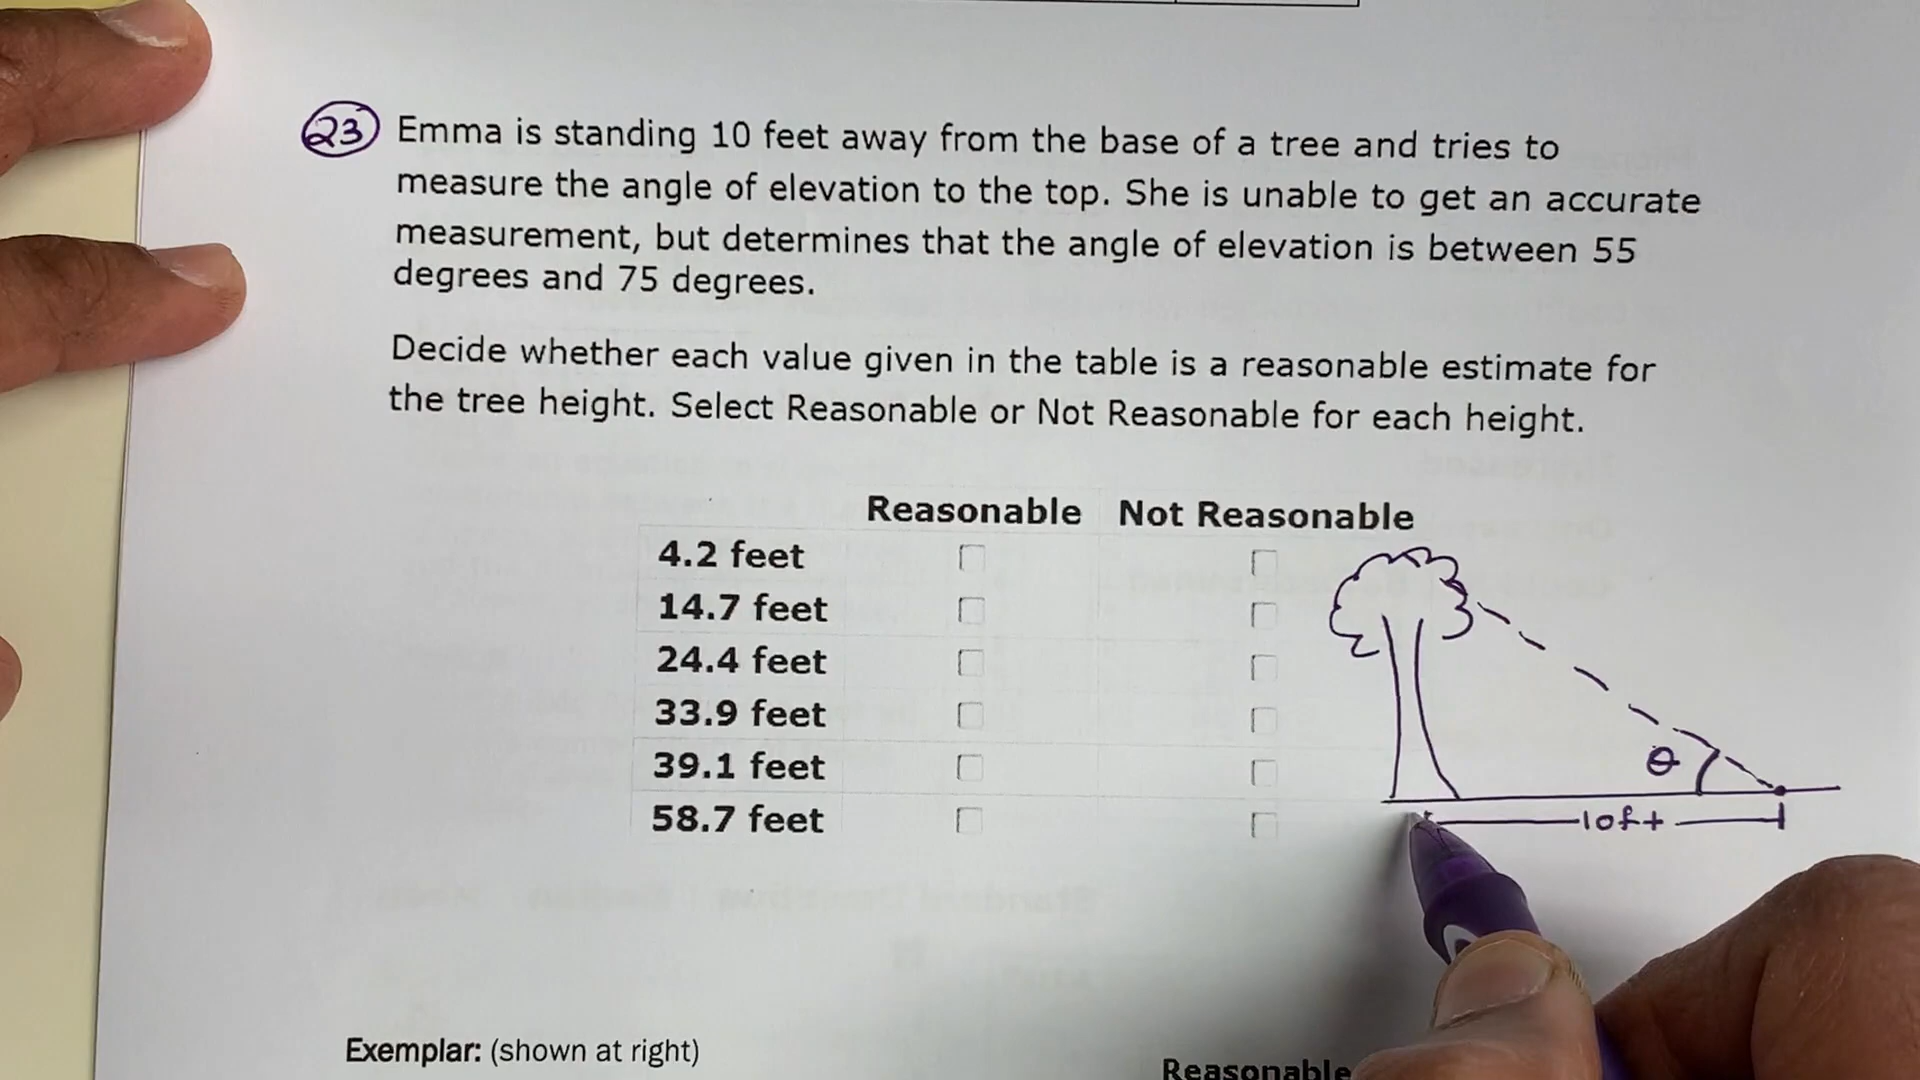 23 Emma is standing 10 feet away from the base of a tree and tries to
measure the angle of elevation to the top. She is unable to get an accurate
measurement, but determines that the angle of elevation is between 55
degrees and 75 degrees.
Decide whether each value given in the table is a reasonable estimate for
the tree height. Select Reasonable or Not Reasonable for each height.
Reasonable Not Reasonable
4.2 feet
14.7 feet
24.4 feet
33.9 feet
39.1 feet
58.7 feet
θ
10ft
Exemplar: (shown at right)
Reasonable